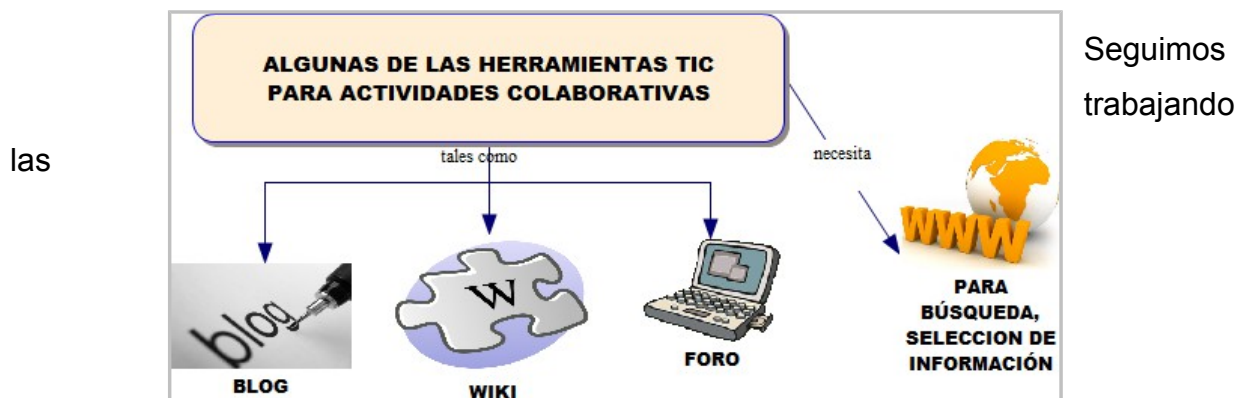 Seguimos
trabajando
las
ALGUNAS DE LAS HERRAMIENTAS TIC
PARA ACTIVIDADES COLABORATIVAS
tales como
necesita
blog
BLOG
W
WIKI
FORO
WWW
PARA
BÚSQUEDA,
SELECCION DE
INFORMACIÓN